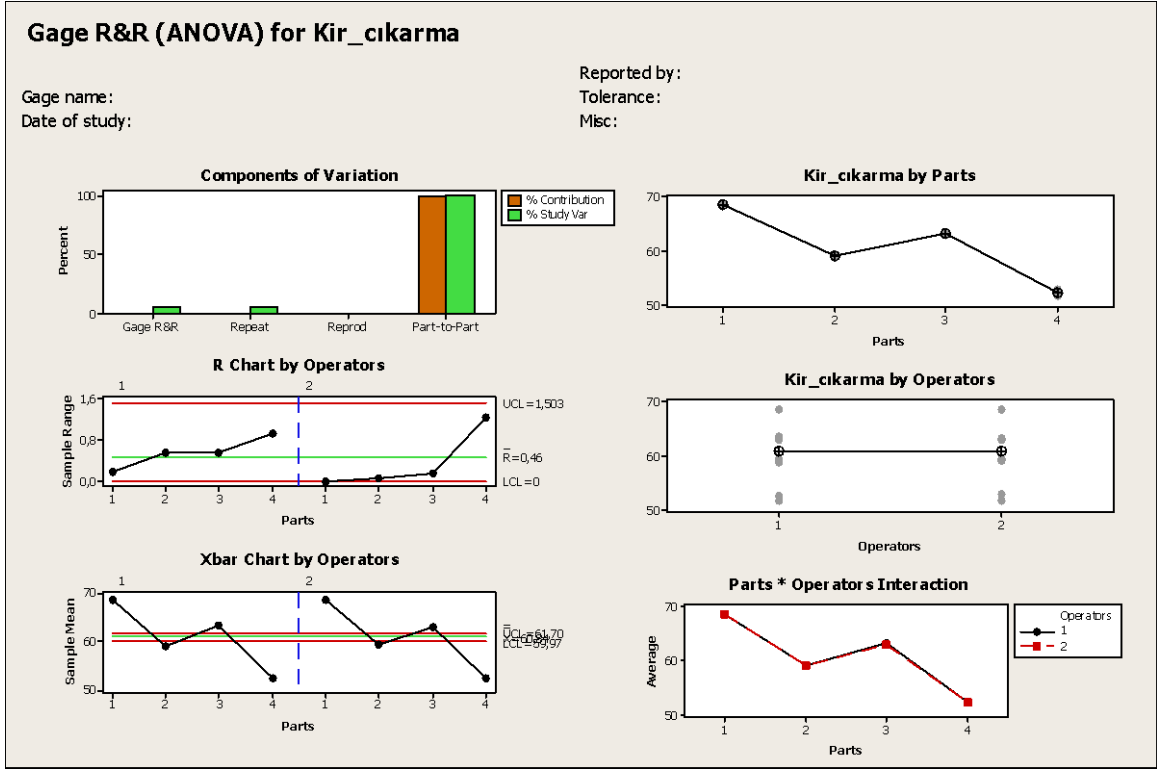 Gage R&R (ANOVA) for Kir_cıkarma
Reported by:
Gage name:
Tolerance:
Date of study:
Misc:
Components of Variation
100
50
0
Percent
Gage R&R Repeat Reprod Part-to-Part
% Contribution
% Study Var
Kir_cıkarma by Parts
70
60
50
1 2 3 4
Parts
R Chart by Operators
1 2
1,6
0,8
0,0
Sample Range
UCL=1,503
R=0,46
LCL=0
1 2 3 4 1 2 3 4
Parts
Kir_cıkarma by Operators
70
60
50
1 2
Operators
Xbar Chart by Operators
1 2
70
60
50
Sample Mean
UCL=61,70
X=60,84
LCL=59,97
1 2 3 4 1 2 3 4
Parts
Parts * Operators Interaction
70
60
50
Average
Operators
1
2
1 2 3 4
Parts